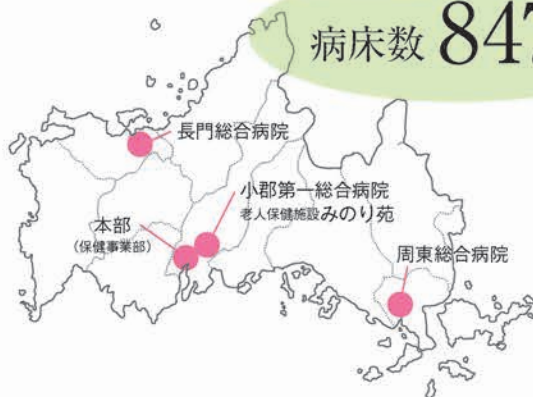 病床数 847
長門総合病院
小郡第一総合病院
老人保健施設みのり苑
本部
（保健事業部）
周東総合病院